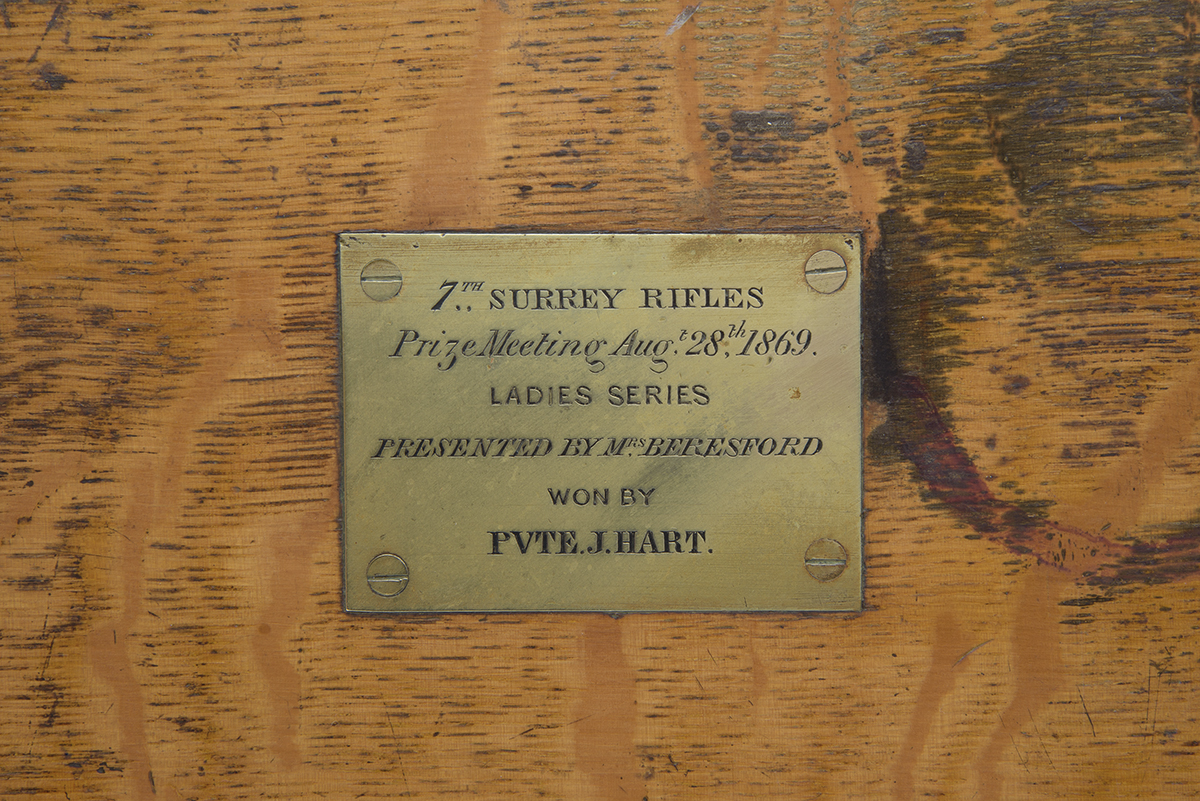 7TH SURREY RIFLES
Prize Meeting Augt. 28th, 1869.
LADIES SERIES
PRESENTED BY MRS. BERESFORD
WON BY
PVTE. J. HART.